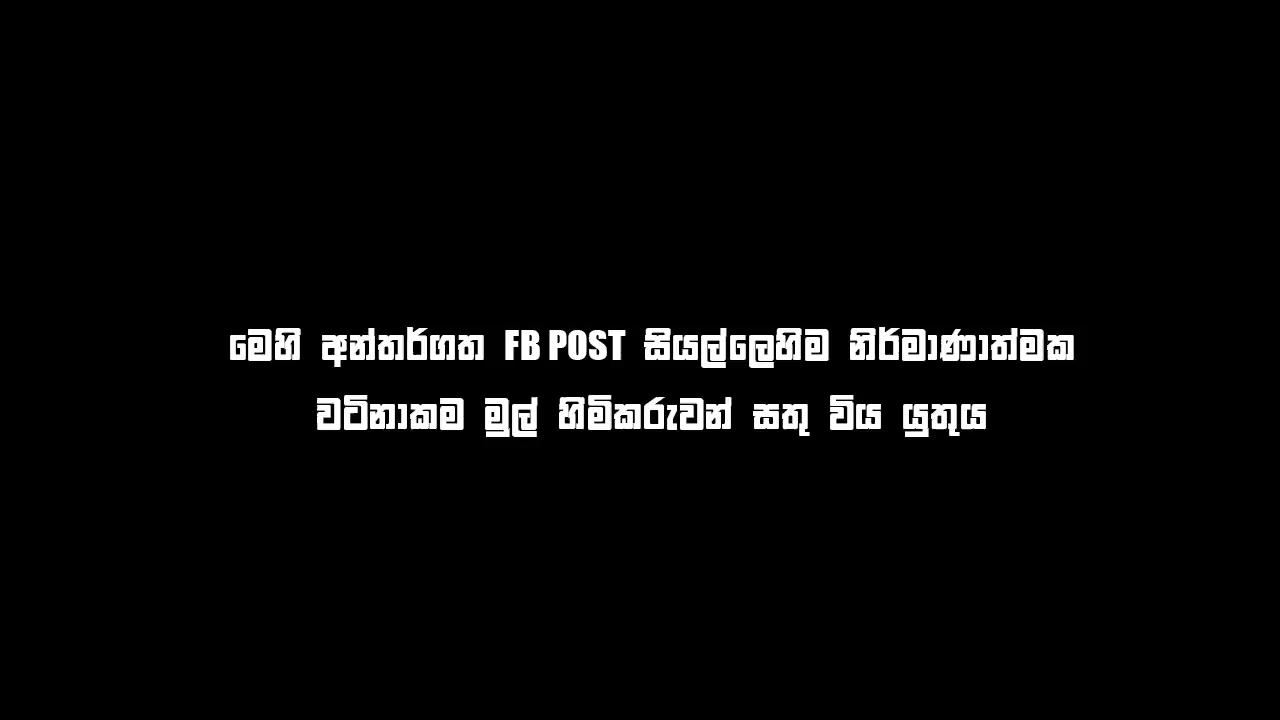 මෙහි අන්තර්ගත FB POST සියල්ලෙහිම නිර්මාණාත්මක
වටිනාකම මුල් හිමිකරුවන් සතු විය යුතුය